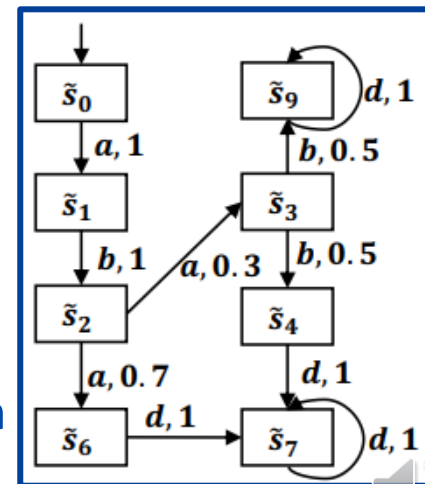 s̃₀ s̃₉ d, 1
a, 1 b, 0.5
s̃₁ s̃₃
b, 1 a, 0.3 b, 0.5
s̃₂ s̃₄
a, 0.7 d, 1
s̃₆ d, 1 s̃₇ d, 1